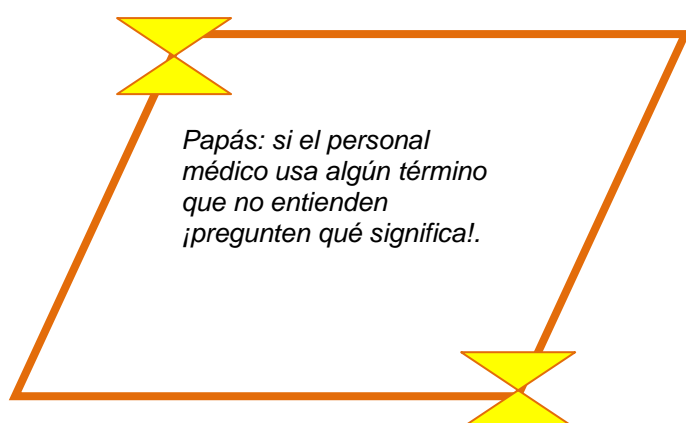 Papás: si el personal
médico usa algún término
que no entienden
¡pregunten qué significa!.